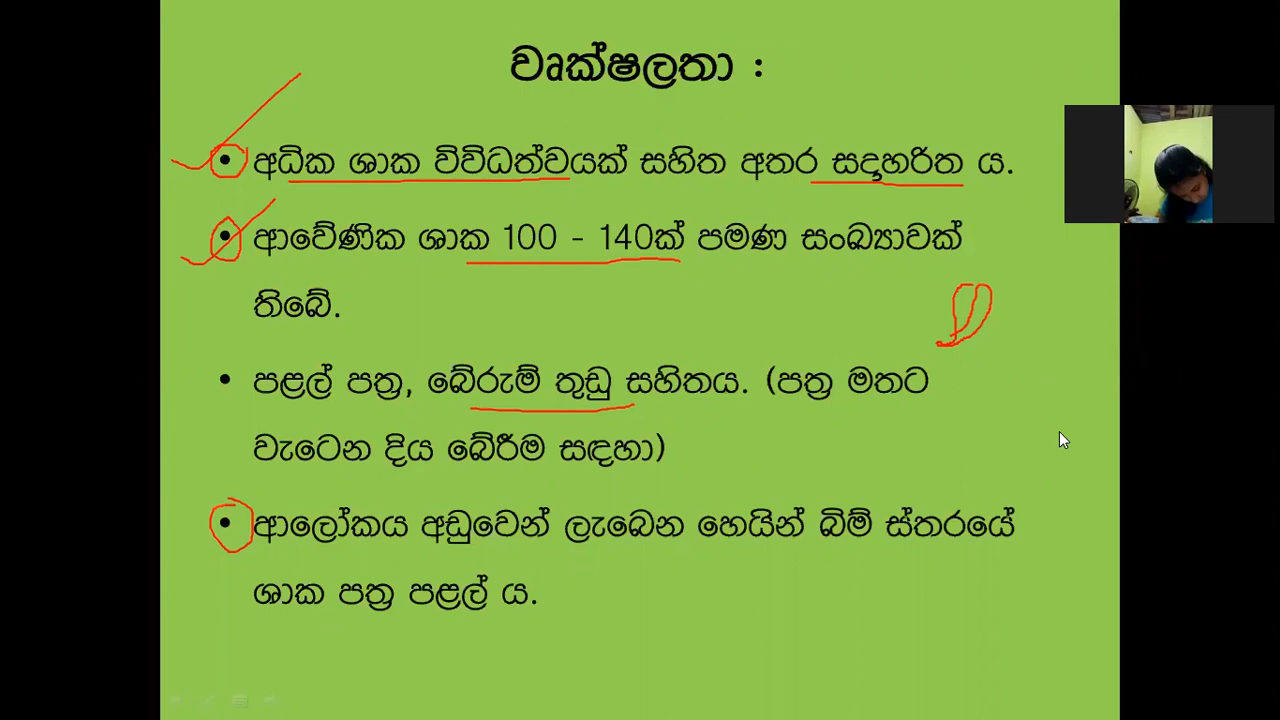 වෘක්ෂලතා :
• අධික ශාක විවිධත්වයක් සහිත අතර සදාහරිත ය.
• ආවේණික ශාක 100 - 140ක් පමණ සංඛ්‍යාවක්
තිබේ.
• පළල් පත්‍ර, බේරුම් තුඩු සහිතය. (පත්‍ර මතට
වැටෙන දිය බේරීම සඳහා)
• ආලෝකය අඩුවෙන් ලැබෙන හෙයින් බිම් ස්තරයේ
ශාක පත්‍ර පළල් ය.